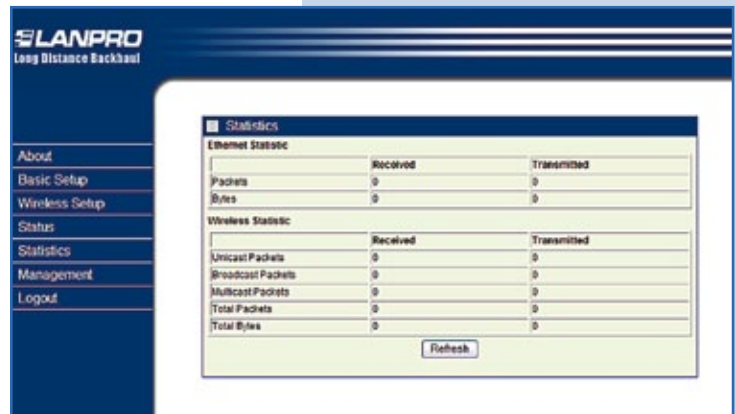 LANPRO
Long Distance Backhaul
About
Basic Setup
Wireless Setup
Status
Statistics
Management
Logout
Statistics
Ethernet Statistic
Received Transmitted
Packets 0 0
Bytes 0 0
Wireless Statistic
Received Transmitted
Unicast Packets 0 0
Broadcast Packets 0 0
Multicast Packets 0 0
Total Packets 0 0
Total Bytes 0 0
Refresh